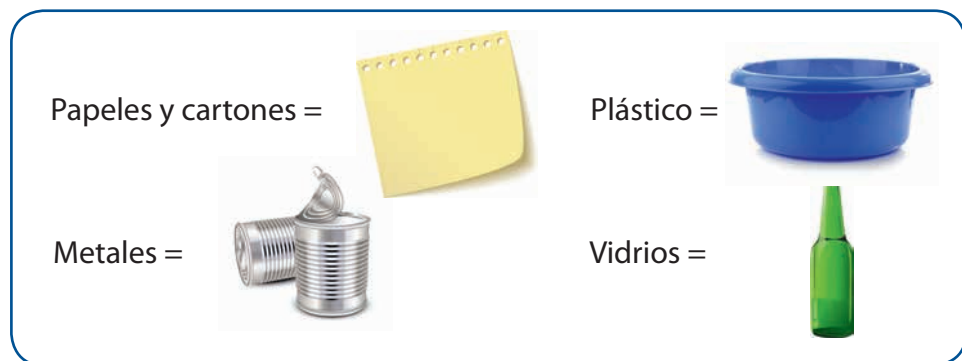 Papeles y cartones =
Plástico =
Metales =
Vidrios =